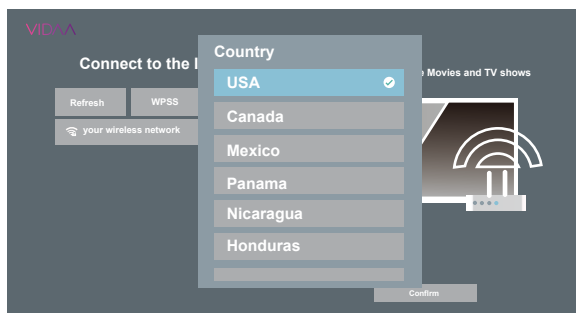 VIDAA
Connect to the I
Country
USA
Canada
Mexico
Panama
Nicaragua
Honduras
Refresh
WPSS
your wireless network
Movies and TV shows
Confirm